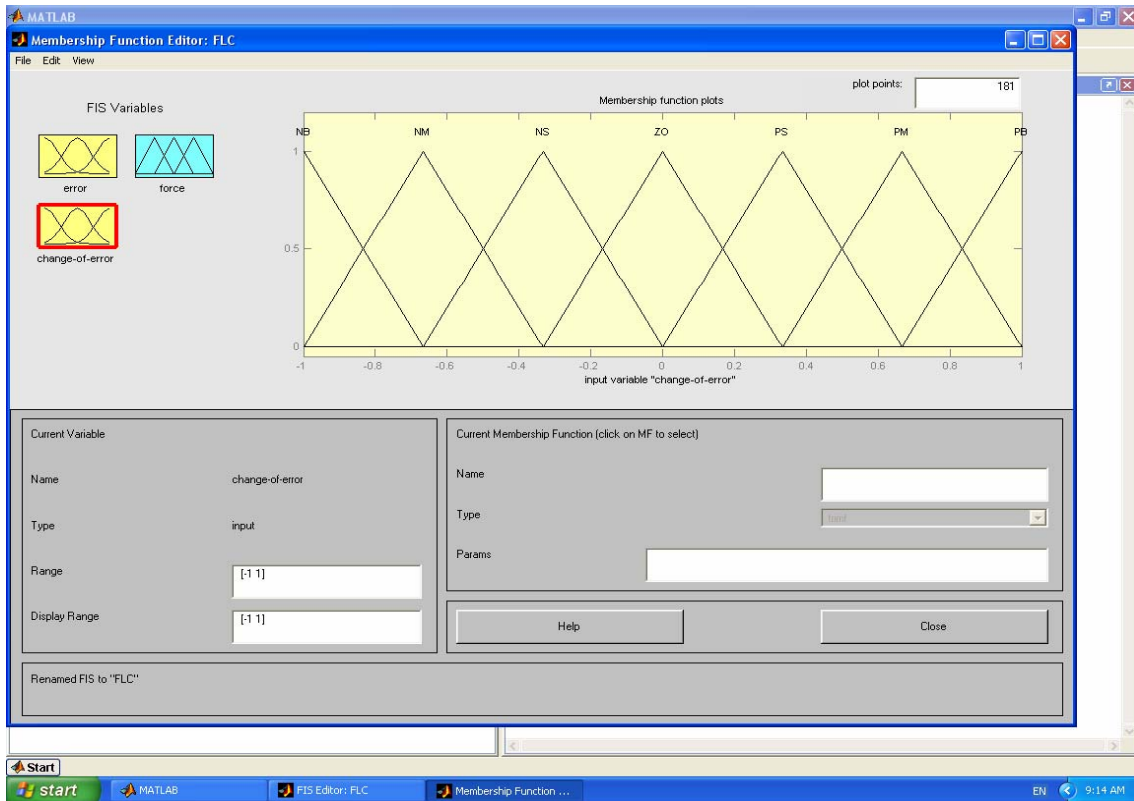 MATLAB
Membership Function Editor: FLC
File Edit View
FIS Variables
error
force
change-of-error
plot points:
181
Membership function plots
NB NM NS ZO PS PM PB
1
0.5
0
-1 -0.8 -0.6 -0.4 -0.2 0 0.2 0.4 0.6 0.8 1
input variable "change-of-error"
Current Variable
Name change-of-error
Type input
Range [-1 1]
Display Range [-1 1]
Current Membership Function (click on MF to select)
Name
Type
Params
Help
Close
Renamed FIS to "FLC"
Start
start
MATLAB
FIS Editor: FLC
Membership Function ...
EN
9:14 AM